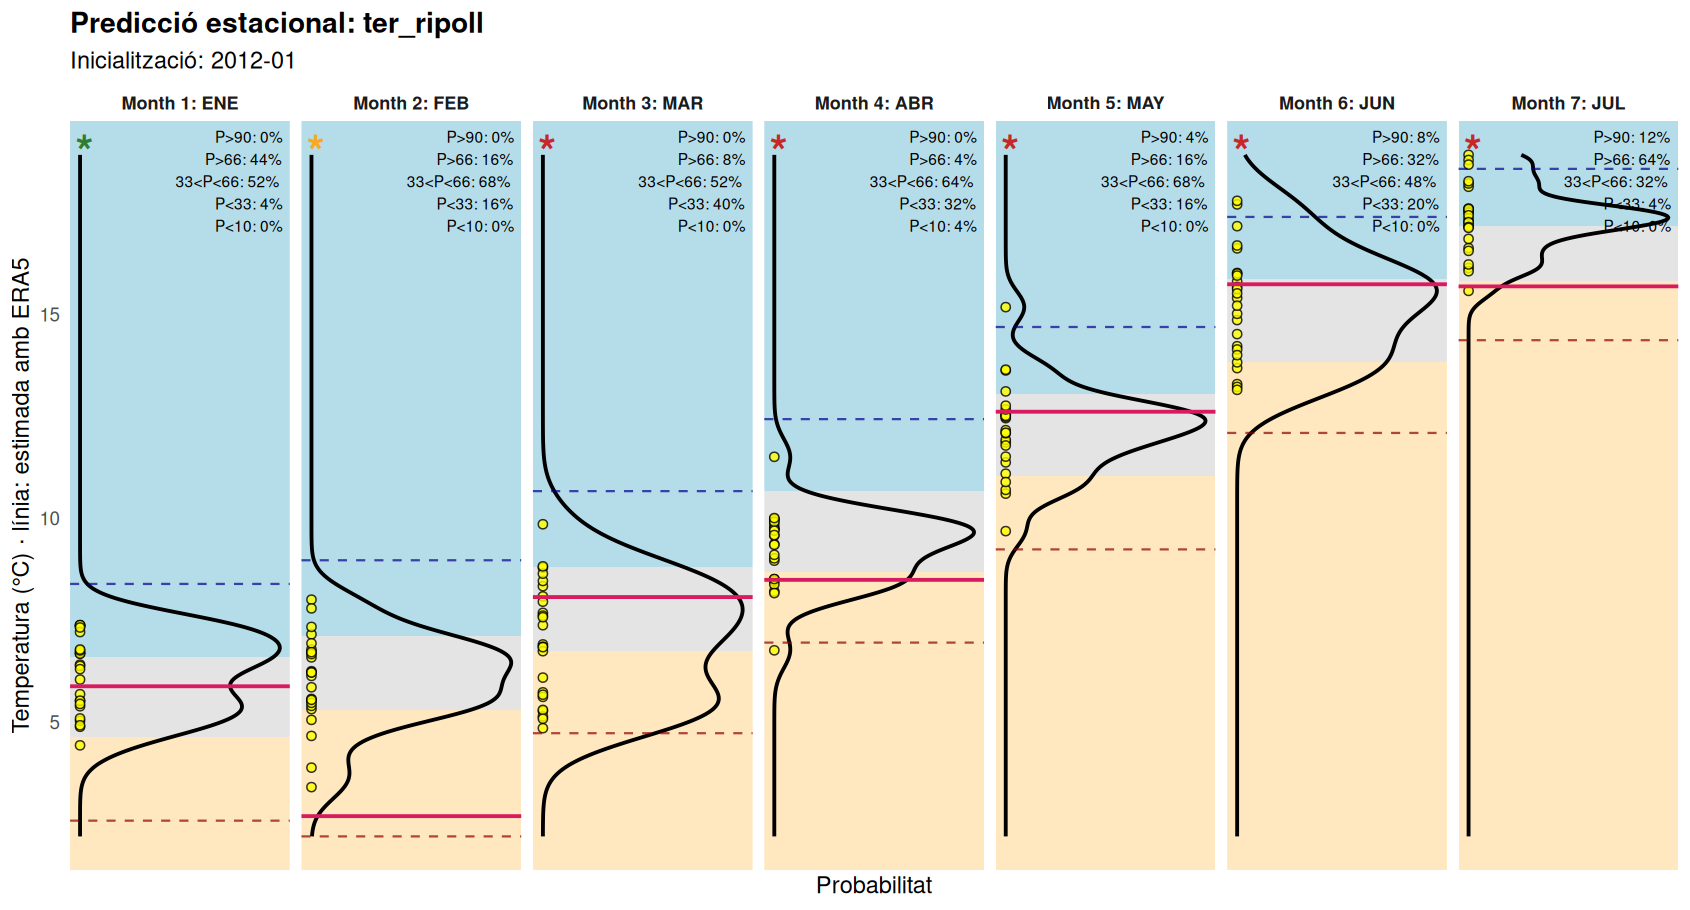 Predicció estacional: ter_ripoll
Inicialització: 2012-01
Month 1: ENE
Month 2: FEB
Month 3: MAR
Month 4: ABR
Month 5: MAY
Month 6: JUN
Month 7: JUL
*
P>90: 0%
P>66: 44%
33<P<66: 52%
P<33: 4%
P<10: 0%
*
P>90: 0%
P>66: 16%
33<P<66: 68%
P<33: 16%
P<10: 0%
*
P>90: 0%
P>66: 8%
33<P<66: 52%
P<33: 40%
P<10: 0%
*
P>90: 0%
P>66: 4%
33<P<66: 64%
P<33: 32%
P<10: 4%
*
P>90: 4%
P>66: 16%
33<P<66: 68%
P<33: 16%
P<10: 0%
*
P>90: 8%
P>66: 32%
33<P<66: 48%
P<33: 20%
P<10: 0%
*
P>90: 12%
P>66: 64%
33<P<66: 32%
P<33: 4%
P<10: 0%
Temperatura (°C) · línia: estimada amb ERA5
15
10
5
Probabilitat